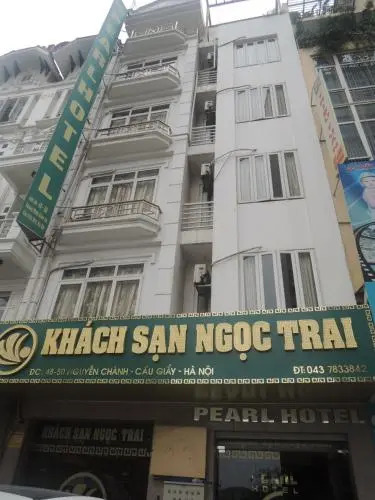 PEARL HOTEL
KHÁCH SẠN NGỌC TRAI
ĐC: 48-50 NGUYỄN CHÁNH - CẦU GIẤY - HÀ NỘI
ĐT: 043 7833842
PEARL HOTEL
KHÁCH SẠN NGỌC TRAI